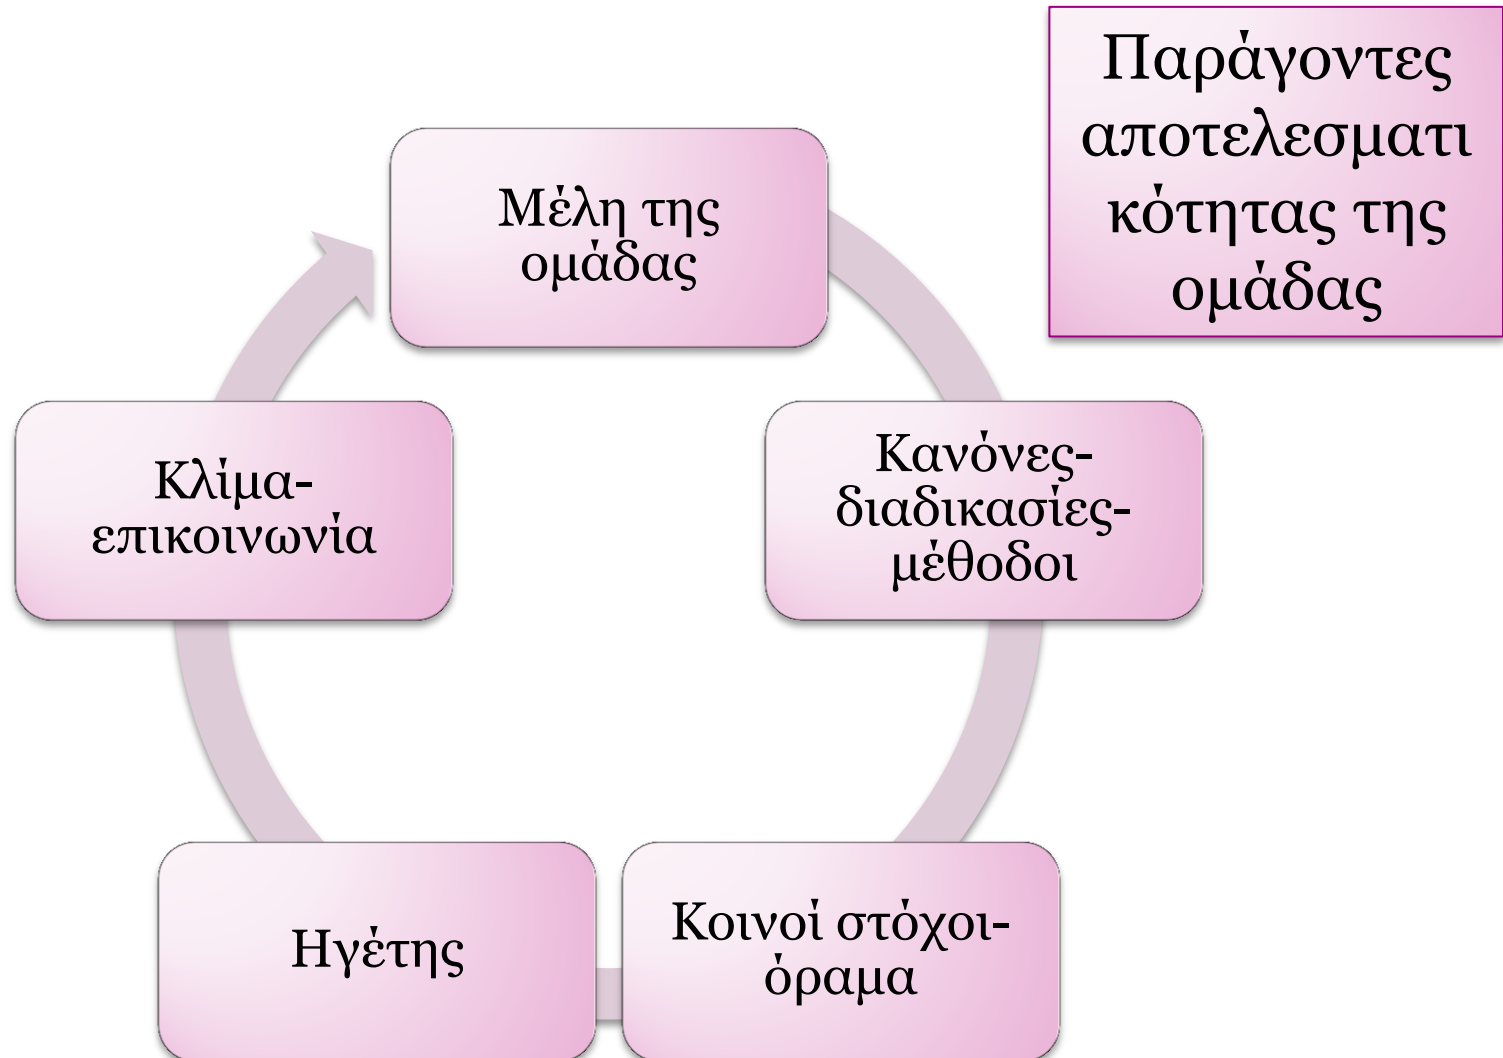 Παράγοντες
αποτελεσματι
κότητας της
ομάδας
Μέλη της
ομάδας
Κανόνες-
διαδικασίες-
μέθοδοι
Κοινοί στόχοι-
όραμα
Ηγέτης
Κλίμα-
επικοινωνία